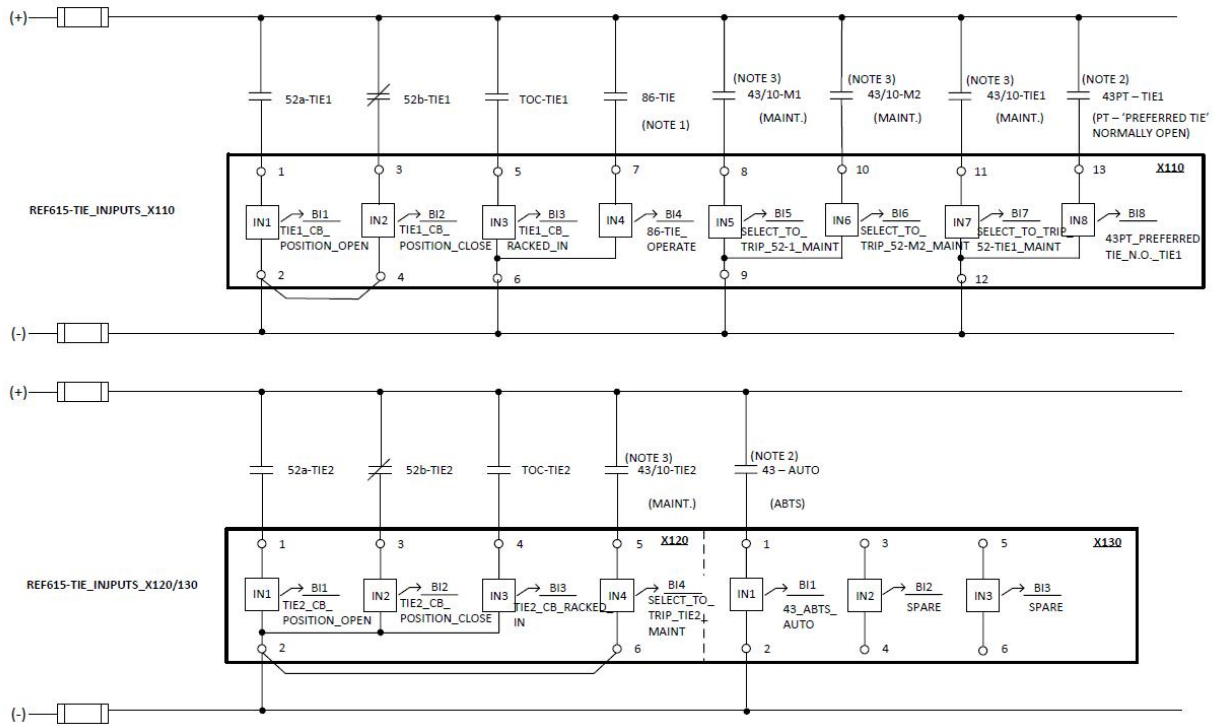 (+)
52a-TIE1
52b-TIE1
TOC-TIE1
86-TIE
(NOTE 1)
(NOTE 3)
43/10-M1
(MAINT.)
(NOTE 3)
43/10-M2
(MAINT.)
(NOTE 3)
43/10-TIE1
(MAINT.)
(NOTE 2)
43PT – TIE1
(PT – 'PREFERRED TIE'
NORMALLY OPEN)
REF615-TIE_INJPUTS_X110
X110
1
3
5
7
8
10
11
13
IN1
BI1
TIE1_CB_
POSITION_OPEN
IN2
BI2
TIE1_CB_
POSITION_CLOSE
IN3
BI3
TIE1_CB_
RACKED_IN
IN4
BI4
86-TIE_
OPERATE
IN5
BI5
SELECT_TO_
TRIP_52-1_MAINT
IN6
BI6
SELECT_TO_
TRIP_52-M2_MAINT
IN7
BI7
SELECT_TO_TRIP_
52-TIE1_MAINT
IN8
BI8
43PT_PREFERRED
TIE_N.O._TIE1
2
4
6
9
12
(-)
(+)
52a-TIE2
52b-TIE2
TOC-TIE2
(NOTE 3)
43/10-TIE2
(MAINT.)
(NOTE 2)
43 – AUTO
(ABTS)
REF615-TIE_INJPUTS_X120/130
1
3
4
5
X120
1
3
5
X130
IN1
BI1
TIE2_CB_
POSITION_OPEN
IN2
BI2
TIE2_CB_
POSITION_CLOSE
IN3
BI3
TIE2_CB_RACKED_
IN
IN4
BI4
SELECT_TO_
TRIP_TIE2_
MAINT
IN1
BI1
43_ABTS_
AUTO
IN2
BI2
SPARE
IN3
BI3
SPARE
2
6
2
4
6
(-)